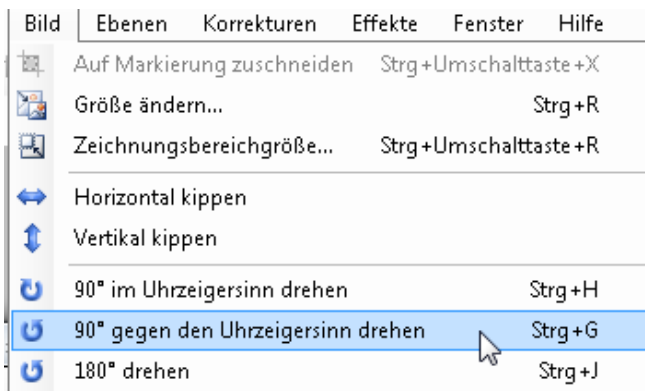 Bild Ebenen Korrekturen Effekte Fenster Hilfe
Auf Markierung zuschneiden Strg+Umschalttaste+X
Größe ändern... Strg+R
Zeichnungsbereichgröße... Strg+Umschalttaste+R
Horizontal kippen
Vertikal kippen
90° im Uhrzeigersinn drehen Strg+H
90° gegen den Uhrzeigersinn drehen Strg+G
180° drehen Strg+J